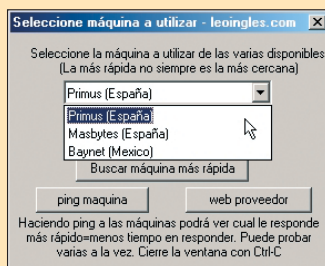 Seleccione máquina a utilizar - leoingles.com
Seleccione la máquina a utilizar de las varias disponibles
(La más rápida no siempre es la más cercana)
Primus (España)
Primus (España)
Masbytes (España)
Baynet (Mexico)
Buscar máquina más rápida
ping maquina
web proveedor
Haciendo ping a las máquinas podrá ver cual le responde
más rápido=menos tiempo en responder. Puede probar
varias a la vez. Cierre la ventana con Ctrl-C